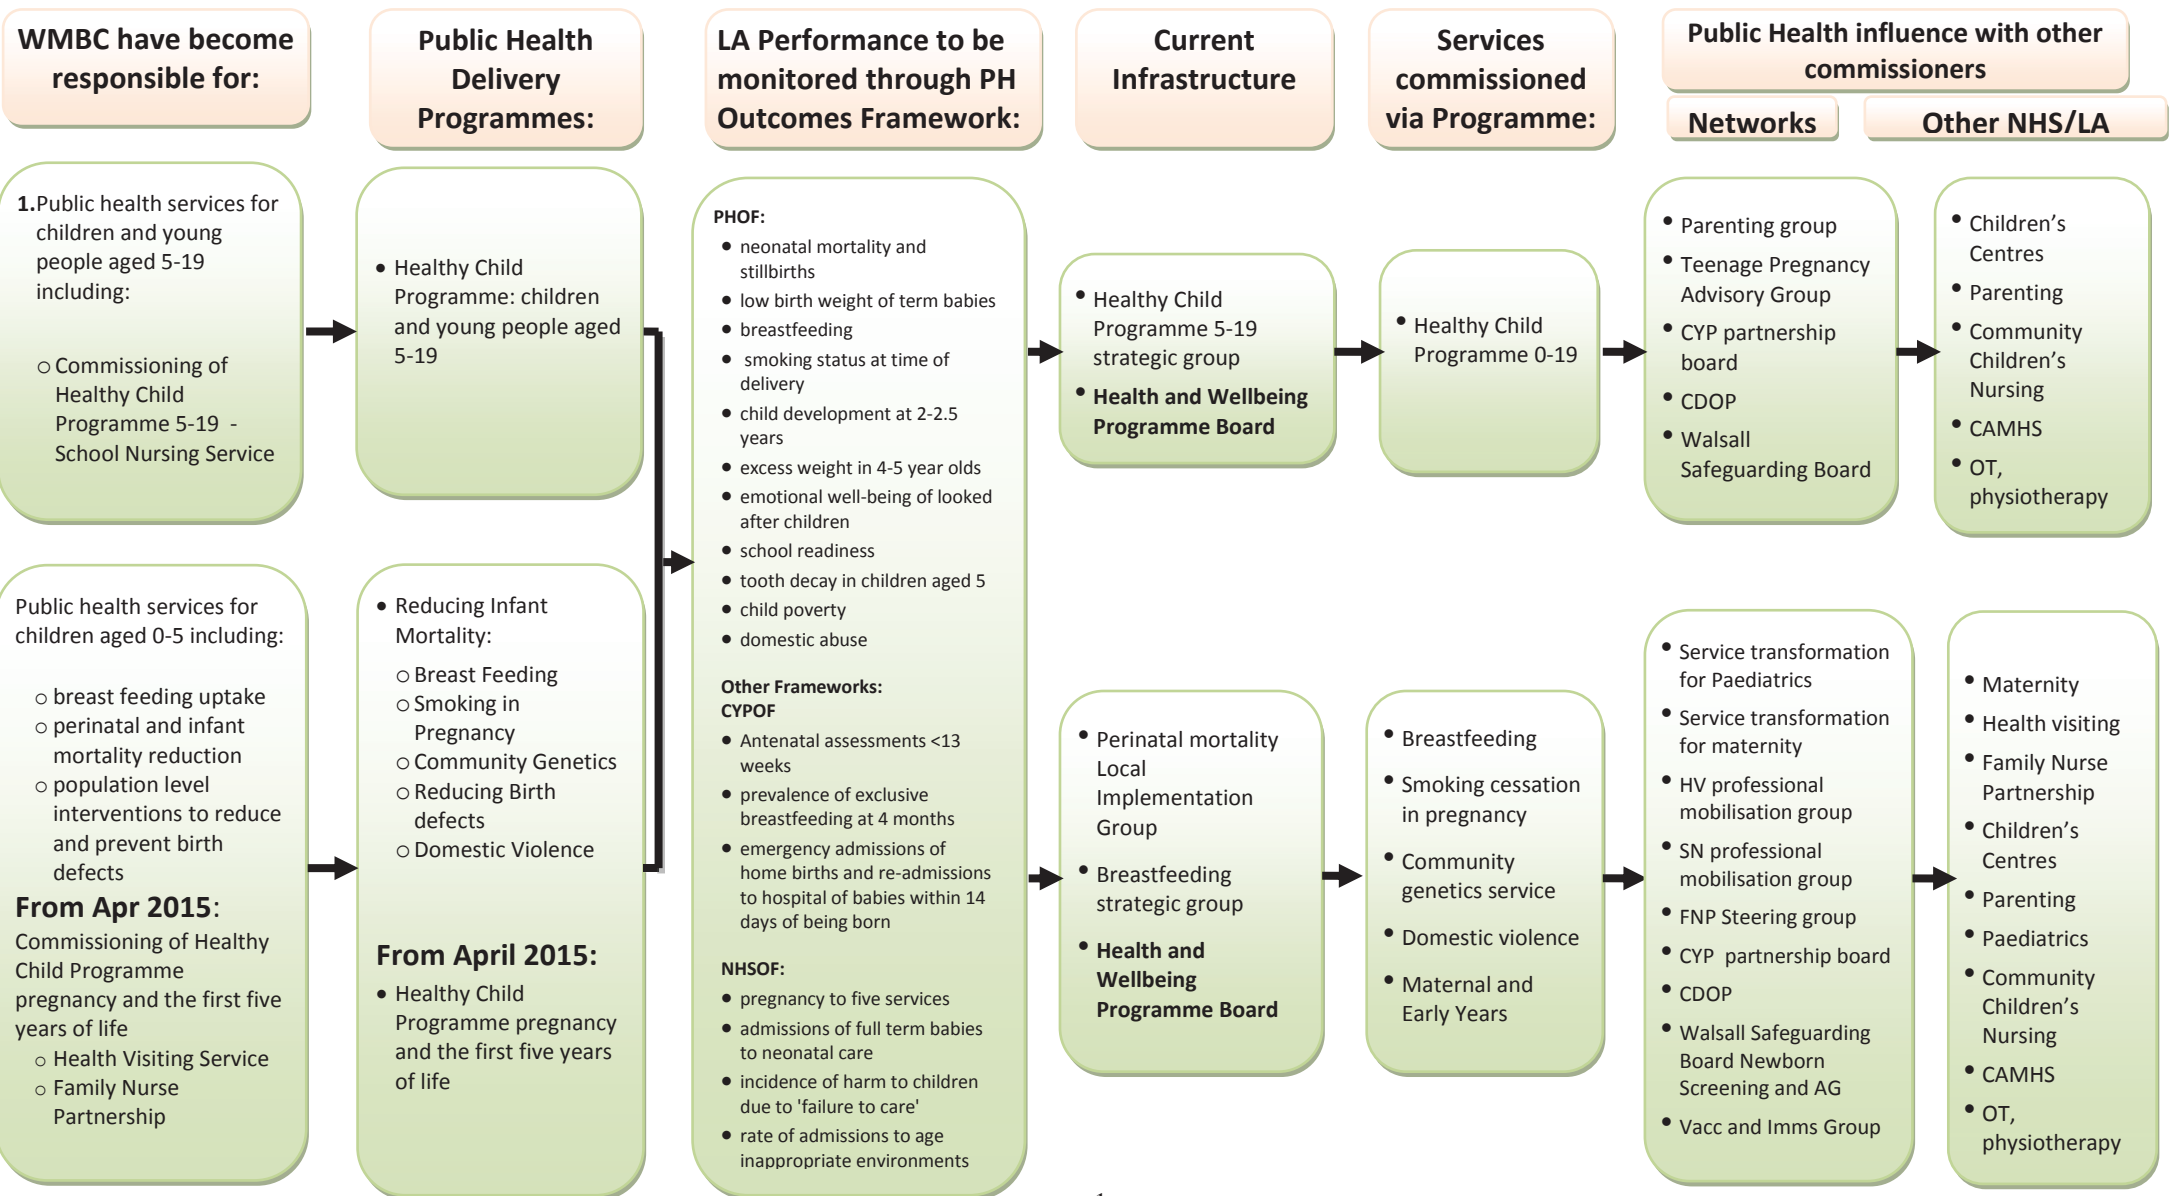 WMBC have become
responsible for:
Public Health
Delivery
Programmes:
LA Performance to be
monitored through PH
Outcomes Framework:
Current
Infrastructure
Services
commissioned
via Programme:
Public Health influence with other
commissioners
Networks
Other NHS/LA
1.Public health services for
children and young
people aged 5-19
including:
o Commissioning of
Healthy Child
Programme 5-19 -
School Nursing Service
• Healthy Child
Programme: children
and young people aged
5-19
PHOF:
• neonatal mortality and
stillbirths
• low birth weight of term babies
• breastfeeding
• smoking status at time of
delivery
• child development at 2-2.5
years
• excess weight in 4-5 year olds
• emotional well-being of looked
after children
• school readiness
• tooth decay in children aged 5
• child poverty
• domestic abuse
Other Frameworks:
CYPOF
• Antenatal assessments <13
weeks
• prevalence of exclusive
breastfeeding at 4 months
• emergency admissions of
home births and re-admissions
to hospital of babies within 14
days of being born
NHSOF:
• pregnancy to five services
• admissions of full term babies
to neonatal care
• incidence of harm to children
due to 'failure to care'
• rate of admissions to age
inappropriate environments
• Healthy Child
Programme 5-19
strategic group
• Health and Wellbeing
Programme Board
• Healthy Child
Programme 0-19
• Parenting group
• Teenage Pregnancy
Advisory Group
• CYP partnership
board
• CDOP
• Walsall
Safeguarding Board
• Children's
Centres
• Parenting
• Community
Children's
Nursing
• CAMHS
• OT,
physiotherapy
Public health services for
children aged 0-5 including:
o breast feeding uptake
o perinatal and infant
mortality reduction
o population level
interventions to reduce
and prevent birth
defects
From Apr 2015:
Commissioning of Healthy
Child Programme
pregnancy and the first five
years of life
o Health Visiting Service
o Family Nurse
Partnership
• Reducing Infant
Mortality:
o Breast Feeding
o Smoking in
Pregnancy
o Community Genetics
o Reducing Birth
defects
o Domestic Violence
From April 2015:
• Healthy Child
Programme pregnancy
and the first five years
of life
• Perinatal mortality
Local
Implementation
Group
• Breastfeeding
strategic group
• Health and
Wellbeing
Programme Board
• Breastfeeding
• Smoking cessation
in pregnancy
• Community
genetics service
• Domestic violence
• Maternal and
Early Years
• Service transformation
for Paediatrics
• Service transformation
for maternity
• HV professional
mobilisation group
• SN professional
mobilisation group
• FNP Steering group
• CYP partnership board
• CDOP
• Walsall Safeguarding
Board Newborn
Screening and AG
• Vacc and Imms Group
• Maternity
• Health visiting
• Family Nurse
Partnership
• Children's
Centres
• Parenting
• Paediatrics
• Community
Children's
Nursing
• CAMHS
• OT,
physiotherapy